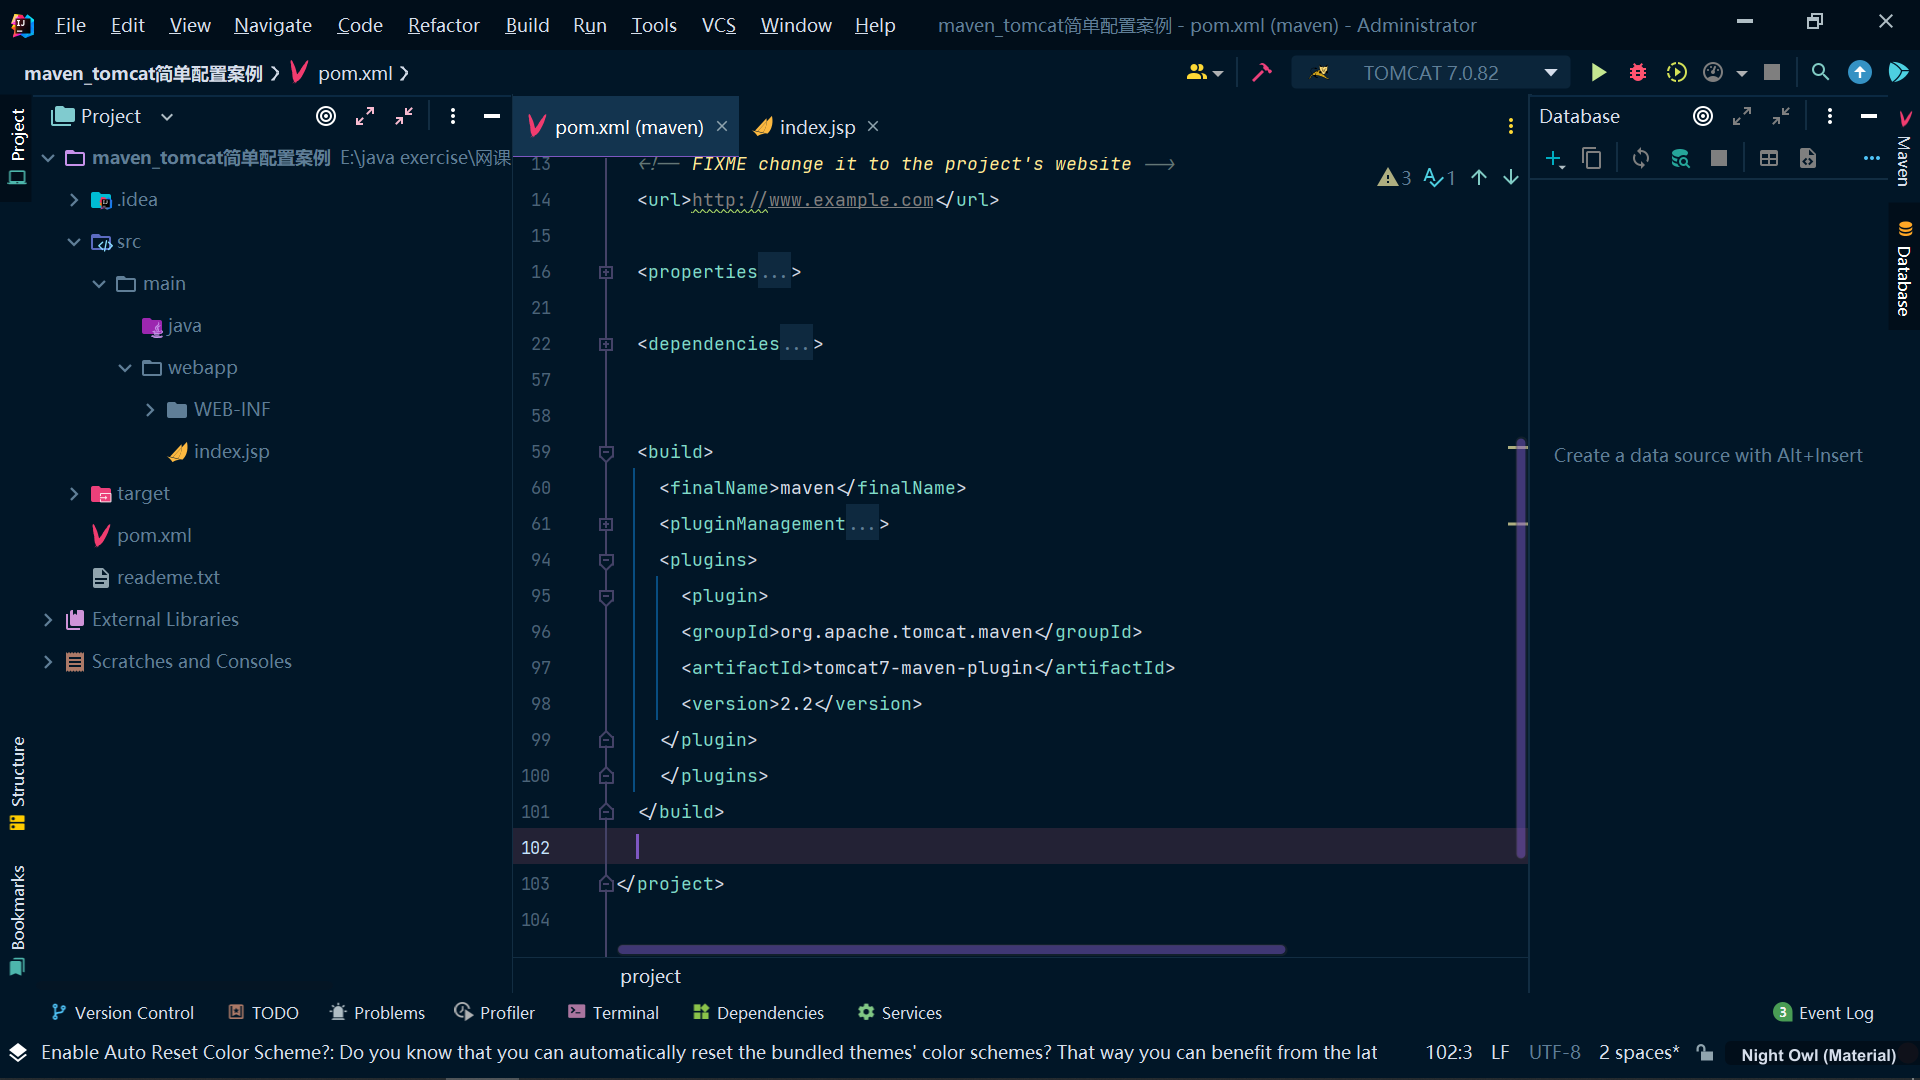 File Edit View Navigate Code Refactor Build Run Tools VCS Window Help maven_tomcat简单配置案例 - pom.xml (maven) - Administrator
maven_tomcat简单配置案例 pom.xml TOMCAT 7.0.82
Project
Project
maven_tomcat简单配置案例 E:\java exercise\网课
.idea
src
main
java
webapp
WEB-INF
index.jsp
target
pom.xml
reademe.txt
External Libraries
Scratches and Consoles
Structure
Bookmarks
pom.xml (maven) index.jsp
3 1
13 <!-- FIXME change it to the project's website -->
14 <url>http://www.example.com</url>
15
16 <properties...>
21
22 <dependencies...>
57
58
59 <build>
60 <finalName>maven</finalName>
61 <pluginManagement...>
94 <plugins>
95 <plugin>
96 <groupId>org.apache.tomcat.maven</groupId>
97 <artifactId>tomcat7-maven-plugin</artifactId>
98 <version>2.2</version>
99 </plugin>
100 </plugins>
101 </build>
102
103 </project>
104
project
Database
Create a data source with Alt+Insert
Maven
Database
Version Control TODO Problems Profiler Terminal Dependencies Services 3 Event Log
Enable Auto Reset Color Scheme?: Do you know that you can automatically reset the bundled themes' color schemes? That way you can benefit from the lat 102:3 LF UTF-8 2 spaces* Night Owl (Material)